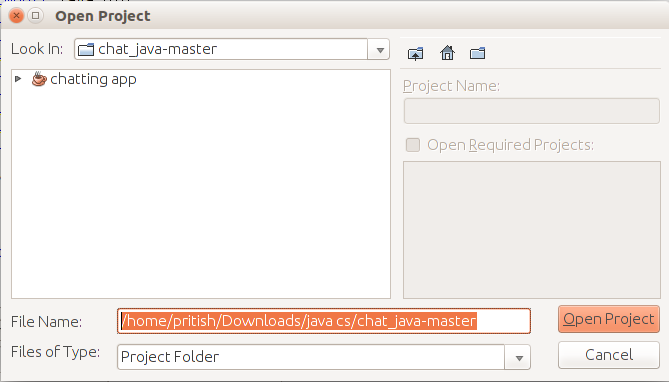 Open Project
Look In: chat_java-master
chatting app
Project Name:
Open Required Projects:
File Name: /home/pritish/Downloads/java cs/chat_java-master
Open Project
Files of Type: Project Folder
Cancel